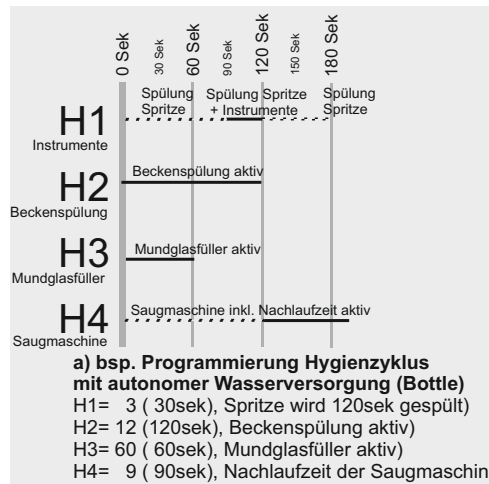 0 Sek
30 Sek
60 Sek
90 Sek
120 Sek
150 Sek
180 Sek
Spülung
Spritze
Spülung Spritze
+ Instrumente
Spülung
Spritze
H1
Instrumente
Beckenspülung aktiv
H2
Beckenspülung
Mundglasfüller aktiv
H3
Mundglasfüller
Saugmaschine inkl. Nachlaufzeit aktiv
H4
Saugmaschine
a) bsp. Programmierung Hygienzyklus
mit autonomer Wasserversorgung (Bottle)
H1= 3 ( 30sek), Spritze wird 120sek gespült)
H2= 12 (120sek), Beckenspülung aktiv)
H3= 60 ( 60sek), Mundglasfüller aktiv)
H4= 9 ( 90sek), Nachlaufzeit der Saugmaschin